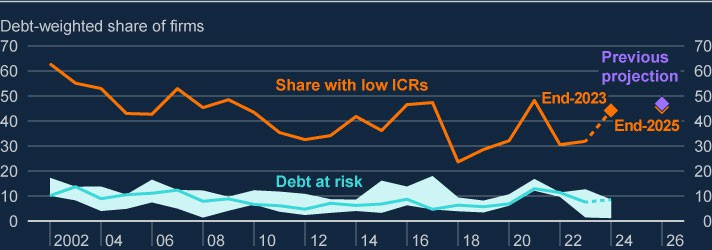 Debt-weighted share of firms
70 70
60 Previous 60
projection
50 Share with low ICRs End-2023 50
40 End-2025 40
30 30
20 Debt at risk 20
10 10
0 0
2002 04 06 08 10 12 14 16 18 20 22 24 26